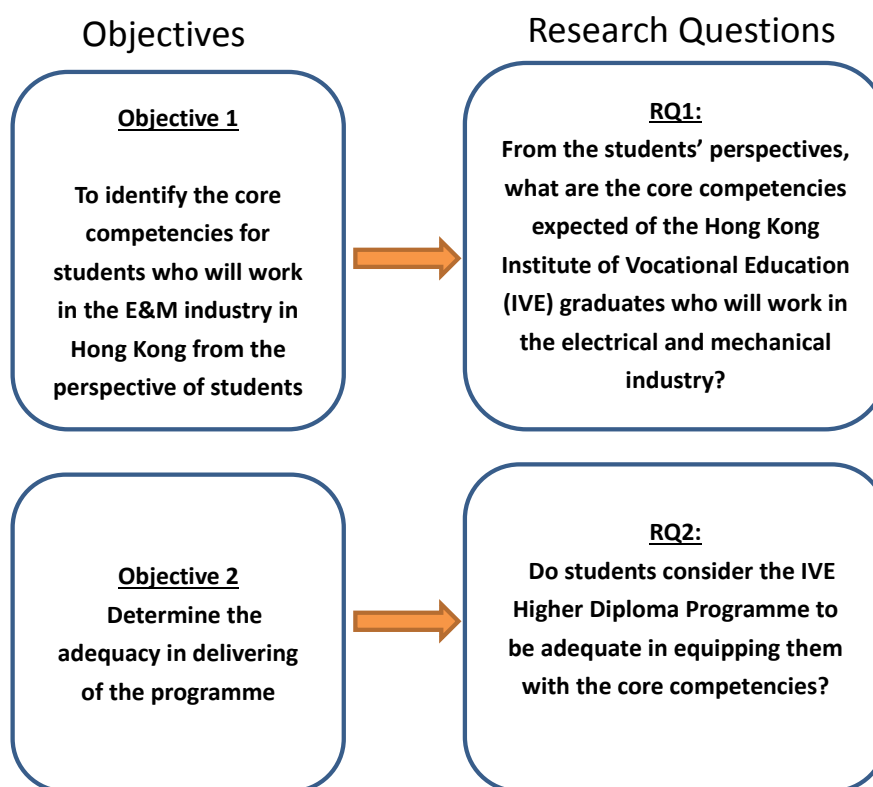 Objectives
Research Questions
Objective 1
To identify the core
competencies for
students who will work
in the E&M industry in
Hong Kong from the
perspective of students
RQ1:
From the students’ perspectives,
what are the core competencies
expected of the Hong Kong
Institute of Vocational Education
(IVE) graduates who will work in
the electrical and mechanical
industry?
Objective 2
Determine the
adequacy in delivering
of the programme
RQ2:
Do students consider the IVE
Higher Diploma Programme to
be adequate in equipping them
with the core competencies?